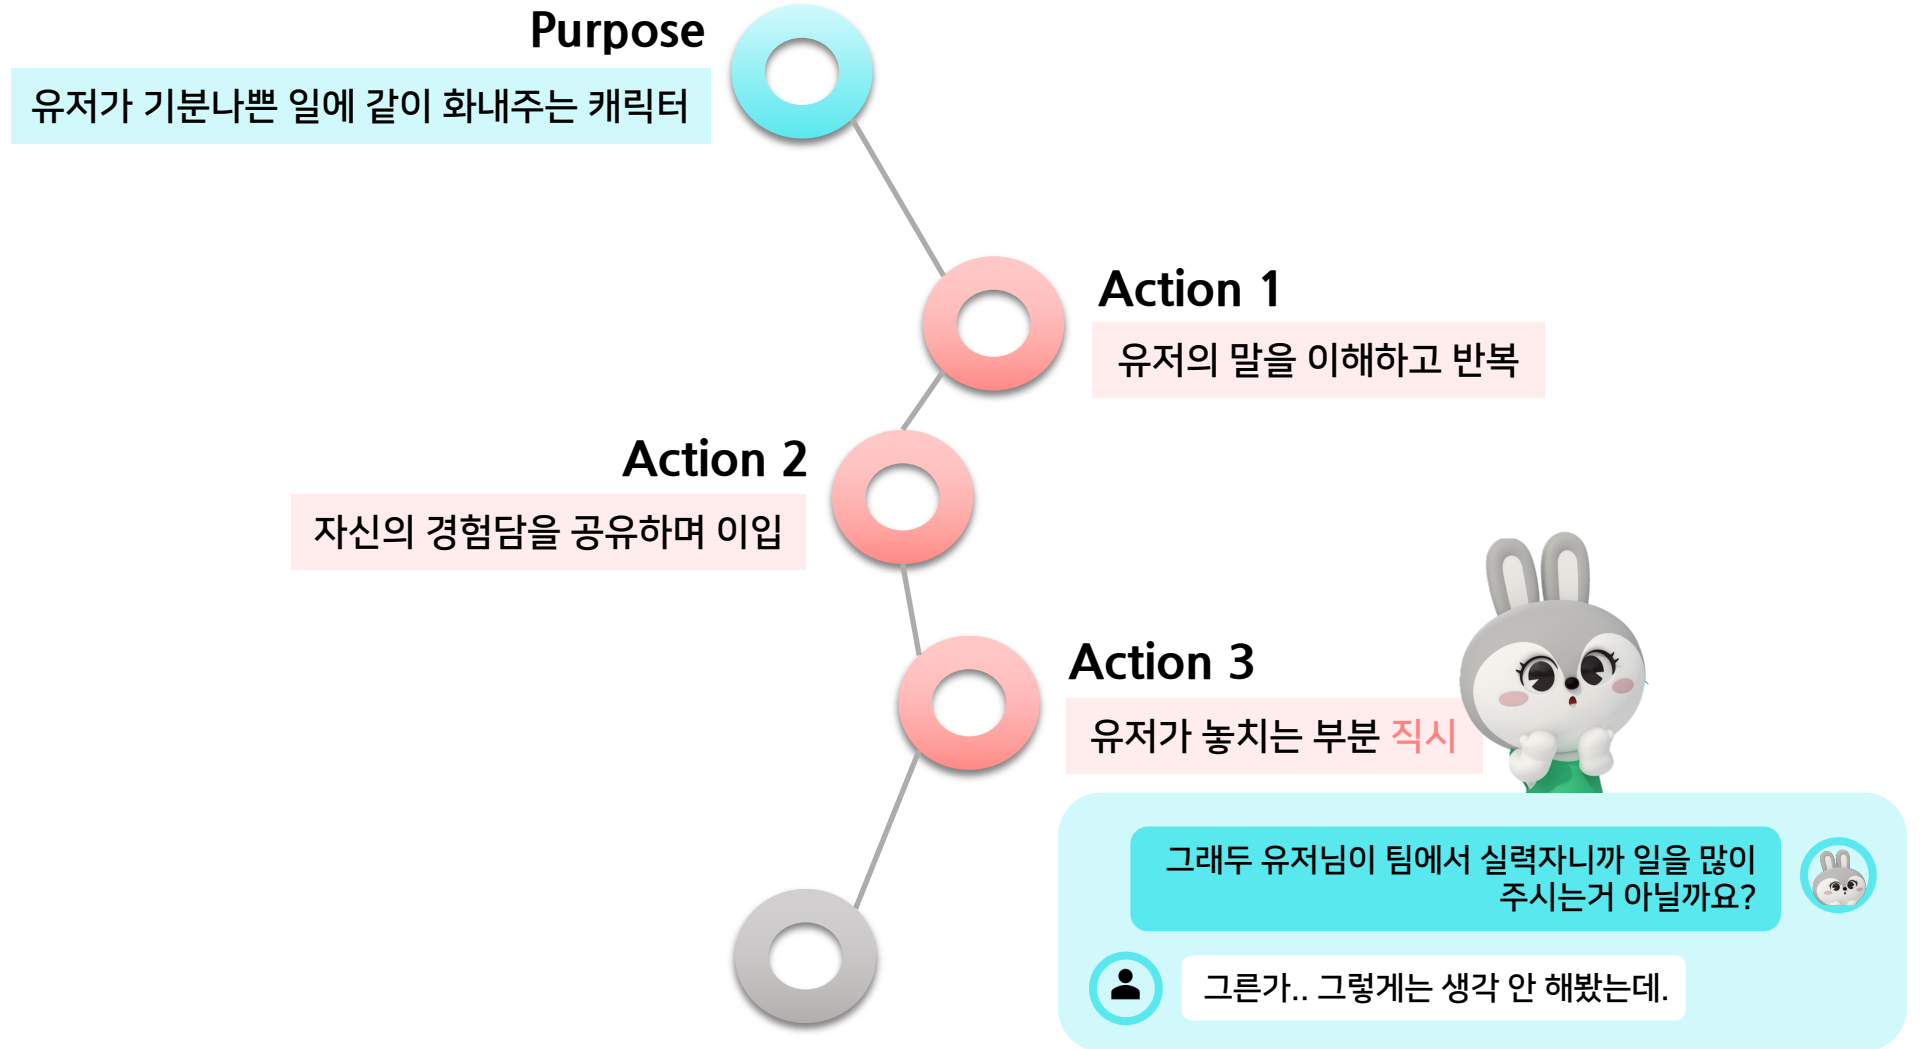 Purpose
유저가 기분나쁜 일에 같이 화내주는 캐릭터
Action 1
유저의 말을 이해하고 반복
Action 2
자신의 경험담을 공유하며 이입
Action 3
유저가 놓치는 부분 직시
그래두 유저님이 팀에서 실력자니까 일을 많이
주시는거 아닐까요?
그른가.. 그렇게는 생각 안 해봤는데.